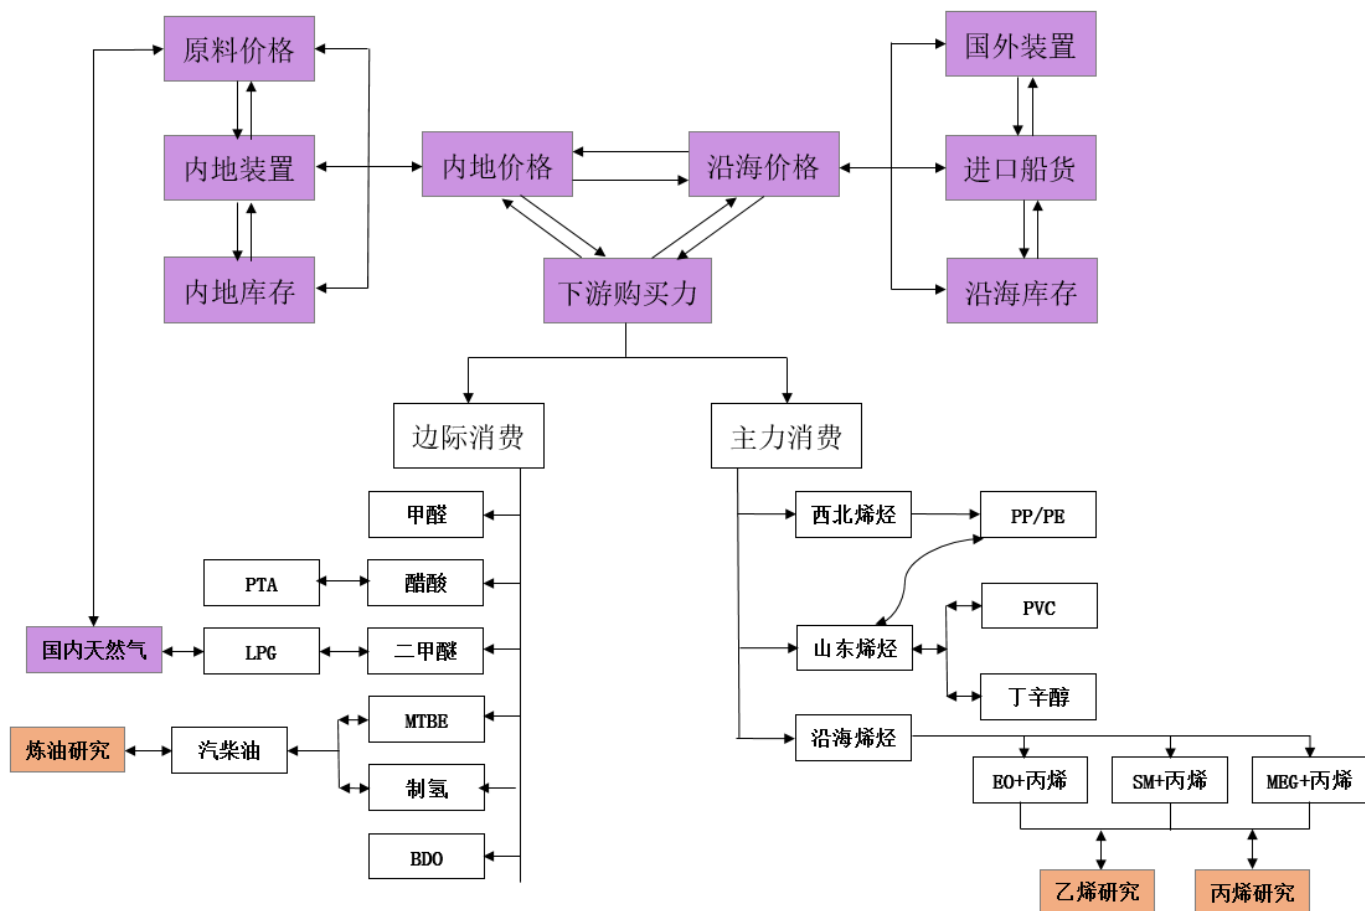 原料价格
国外装置
内地装置
内地价格
沿海价格
进口船货
内地库存
下游购买力
沿海库存
边际消费
主力消费
甲醛
西北烯烃
PP/PE
PTA
醋酸
PVC
国内天然气
LPG
二甲醚
山东烯烃
丁辛醇
MTBE
炼油研究
汽柴油
沿海烯烃
制氢
EO+丙烯
SM+丙烯
MEG+丙烯
BDO
乙烯研究
丙烯研究